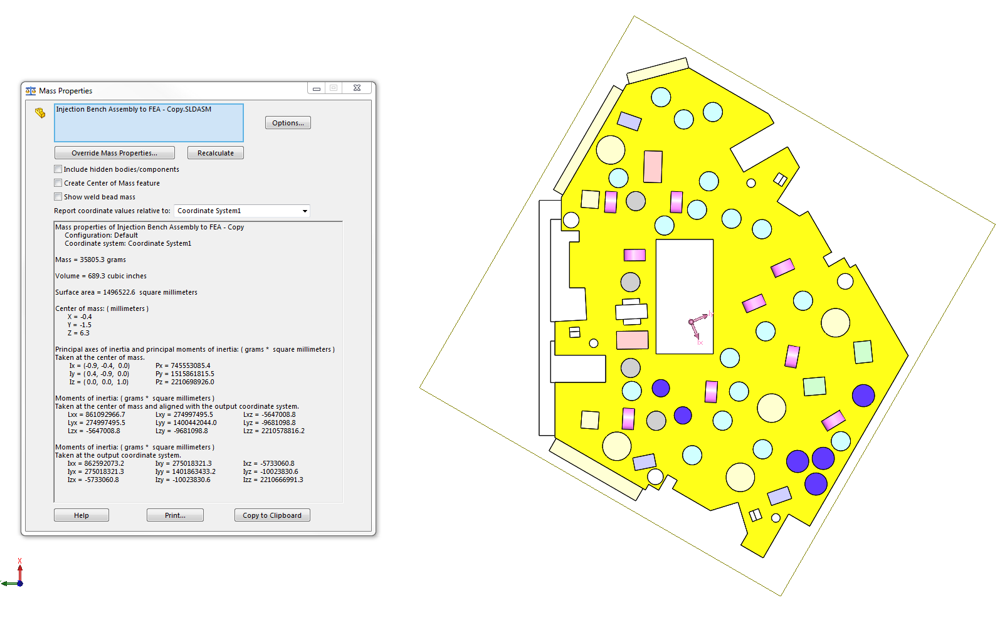 Mass Properties
Injection Bench Assembly to FEA - Copy.SLDASM
Options...
Override Mass Properties...
Recalculate
Include hidden bodies/components
Create Center of Mass feature
Show weld bead mass
Report coordinate values relative to: Coordinate System1
Mass properties of Injection Bench Assembly to FEA - Copy
Configuration: Default
Coordinate system: Coordinate System1
Mass = 35805.3 grams
Volume = 689.3 cubic inches
Surface area = 1496522.6 square millimeters
Center of mass: ( millimeters )
X = -0.4
Y = -1.5
Z = 6.3
Principal axes of inertia and principal moments of inertia: ( grams * square millimeters )
Taken at the center of mass.
Ix = (-0.9, -0.4, 0.0) Px = 745553085.4
Iy = ( 0.4, -0.9, 0.0) Py = 1515861815.5
Iz = ( 0.0, 0.0, 1.0) Pz = 2210698926.0
Moments of inertia: ( grams * square millimeters )
Taken at the center of mass and aligned with the output coordinate system.
Lxx = 861092966.7 Lxy = 274997495.5 Lxz = -5647008.8
Lyx = 274997495.5 Lyy = 1400442044.0 Lyz = -9681098.8
Lzx = -5647008.8 Lzy = -9681098.8 Lzz = 2210578816.2
Moments of inertia: ( grams * square millimeters )
Taken at the output coordinate system.
Ixx = 862592073.2 Ixy = 275018321.3 Ixz = -5733060.8
Iyx = 275018321.3 Iyy = 1401863433.2 Iyz = -10023830.6
Izx = -5733060.8 Izy = -10023830.6 Izz = 2210666991.3
Help
Print...
Copy to Clipboard
Iy
Ix
X